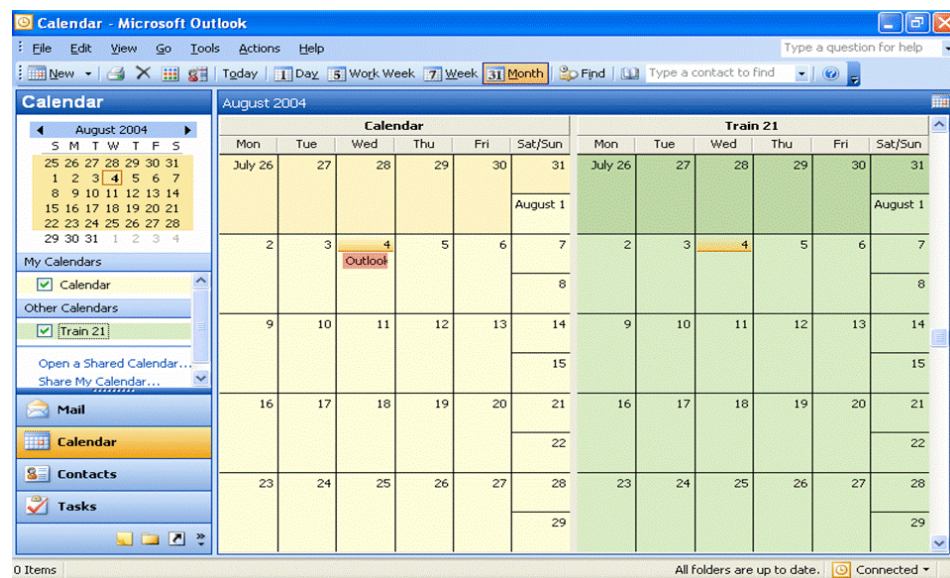 Calendar - Microsoft Outlook
File Edit View Go Tools Actions Help Type a question for help
New Today 1 Day 5 Work Week 7 Week 31 Month Find Type a contact to find
Calendar
August 2004
S M T W T F S
25 26 27 28 29 30 31
1 2 3 4 5 6 7
8 9 10 11 12 13 14
15 16 17 18 19 20 21
22 23 24 25 26 27 28
29 30 31 1 2 3 4
My Calendars
Calendar
Other Calendars
Train 21
Open a Shared Calendar...
Share My Calendar...
Mail
Calendar
Contacts
Tasks
August 2004
Calendar
Mon Tue Wed Thu Fri Sat/Sun
July 26 27 28 29 30 31
August 1
2 3 4 5 6 7
Outlook
8
9 10 11 12 13 14
15
16 17 18 19 20 21
22
23 24 25 26 27 28
29
Train 21
Mon Tue Wed Thu Fri Sat/Sun
July 26 27 28 29 30 31
August 1
2 3 4 5 6 7
8
9 10 11 12 13 14
15
16 17 18 19 20 21
22
23 24 25 26 27 28
29
0 Items All folders are up to date. Connected